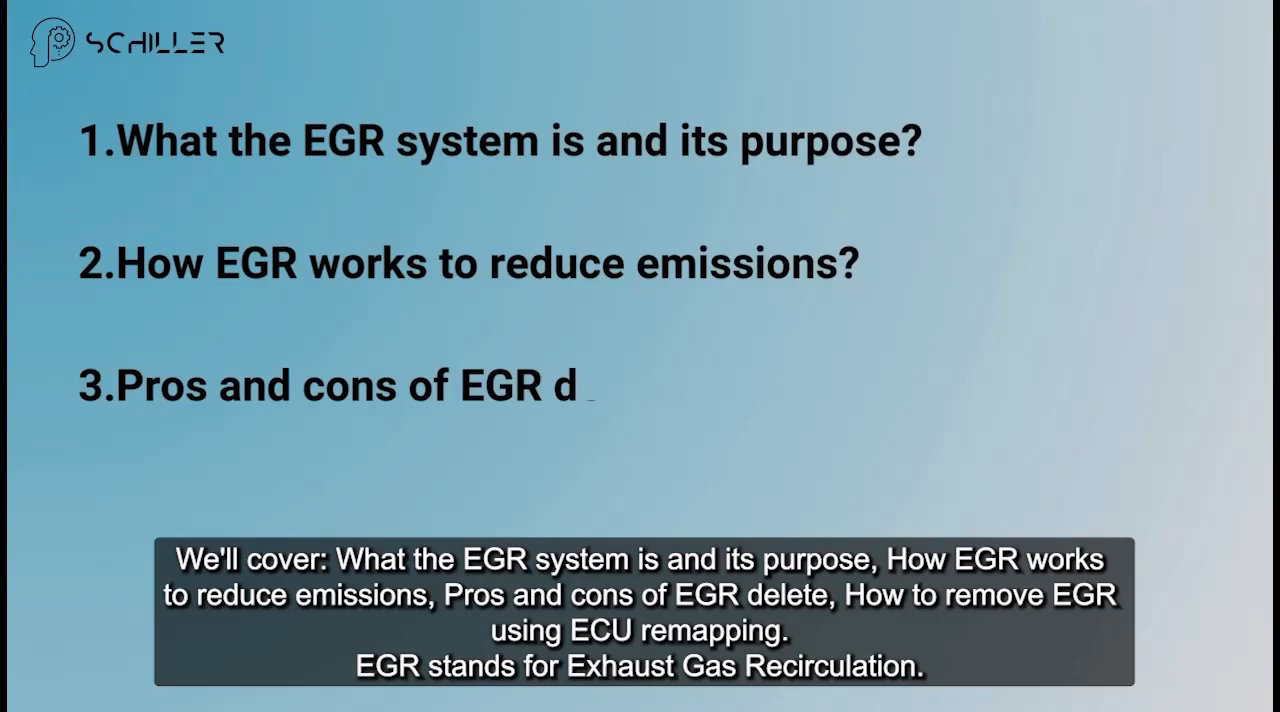 SCHILLER
1.What the EGR system is and its purpose?
2.How EGR works to reduce emissions?
3.Pros and cons of EGR d _
We'll cover: What the EGR system is and its purpose, How EGR works
to reduce emissions, Pros and cons of EGR delete, How to remove EGR
using ECU remapping.
EGR stands for Exhaust Gas Recirculation.